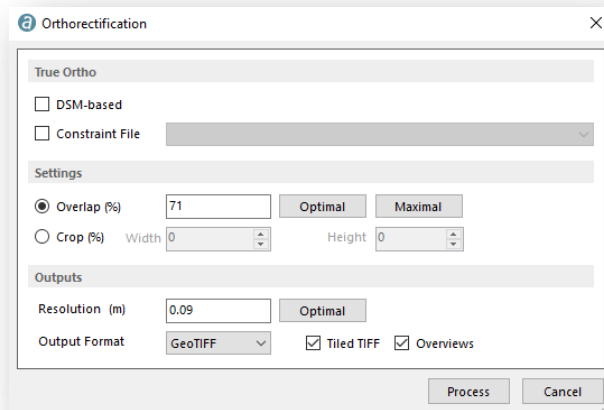 Orthorectification
True Ortho
DSM-based
Constraint File
Settings
Overlap (%) 71 Optimal Maximal
Crop (%) Width 0 Height 0
Outputs
Resolution (m) 0.09 Optimal
Output Format GeoTIFF Tiled TIFF Overviews
Process Cancel